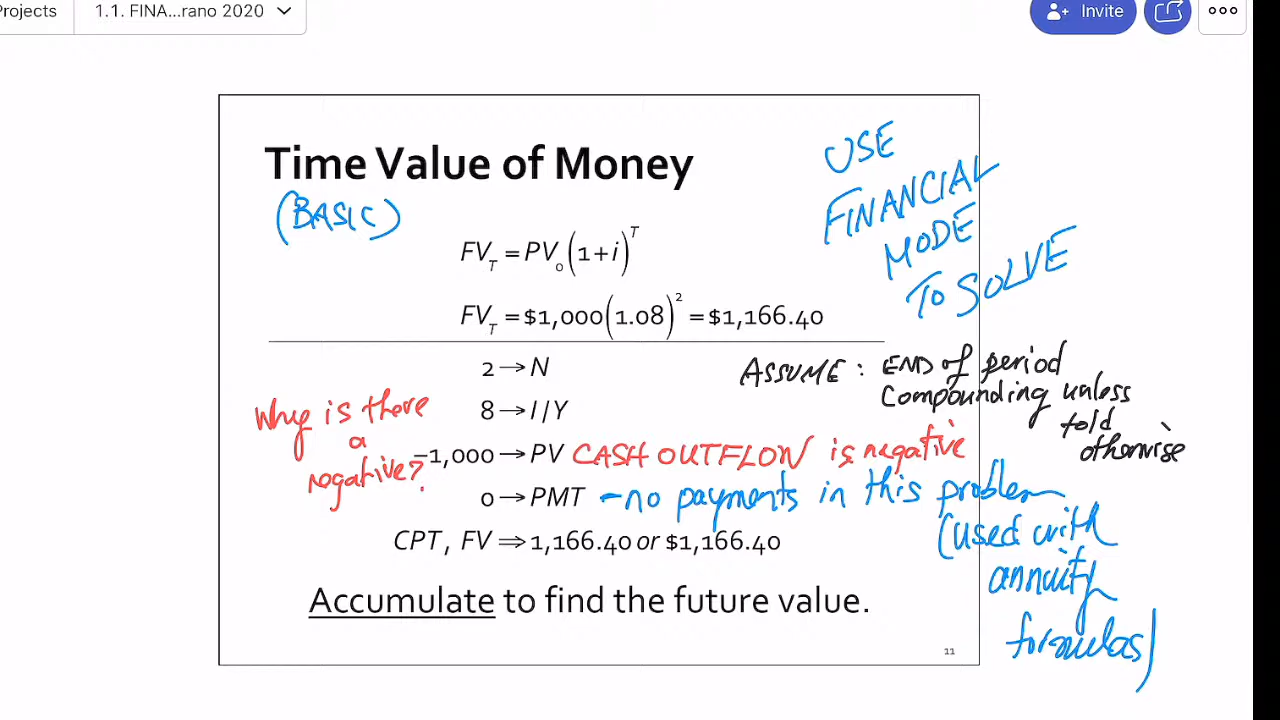 Projects
1.1. FINA...rano 2020
Invite
Time Value of Money
(BASIC)
USE
FINANCIAL
MODE
TO SOLVE
FV_T = PV_0 (1+i)^T
FV_T = $1,000(1.08)^2 = $1,166.40
2→N
ASSUME: END of period
compounding unless
told
otherwise
8→I/Y
Why is there
a
negative?
−1,000→PV CASH OUTFLOW is negative
0→PMT - no payments in this problem
(used with
annuity
formulas)
CPT, FV ⇒ 1,166.40 or $1,166.40
Accumulate to find the future value.
11